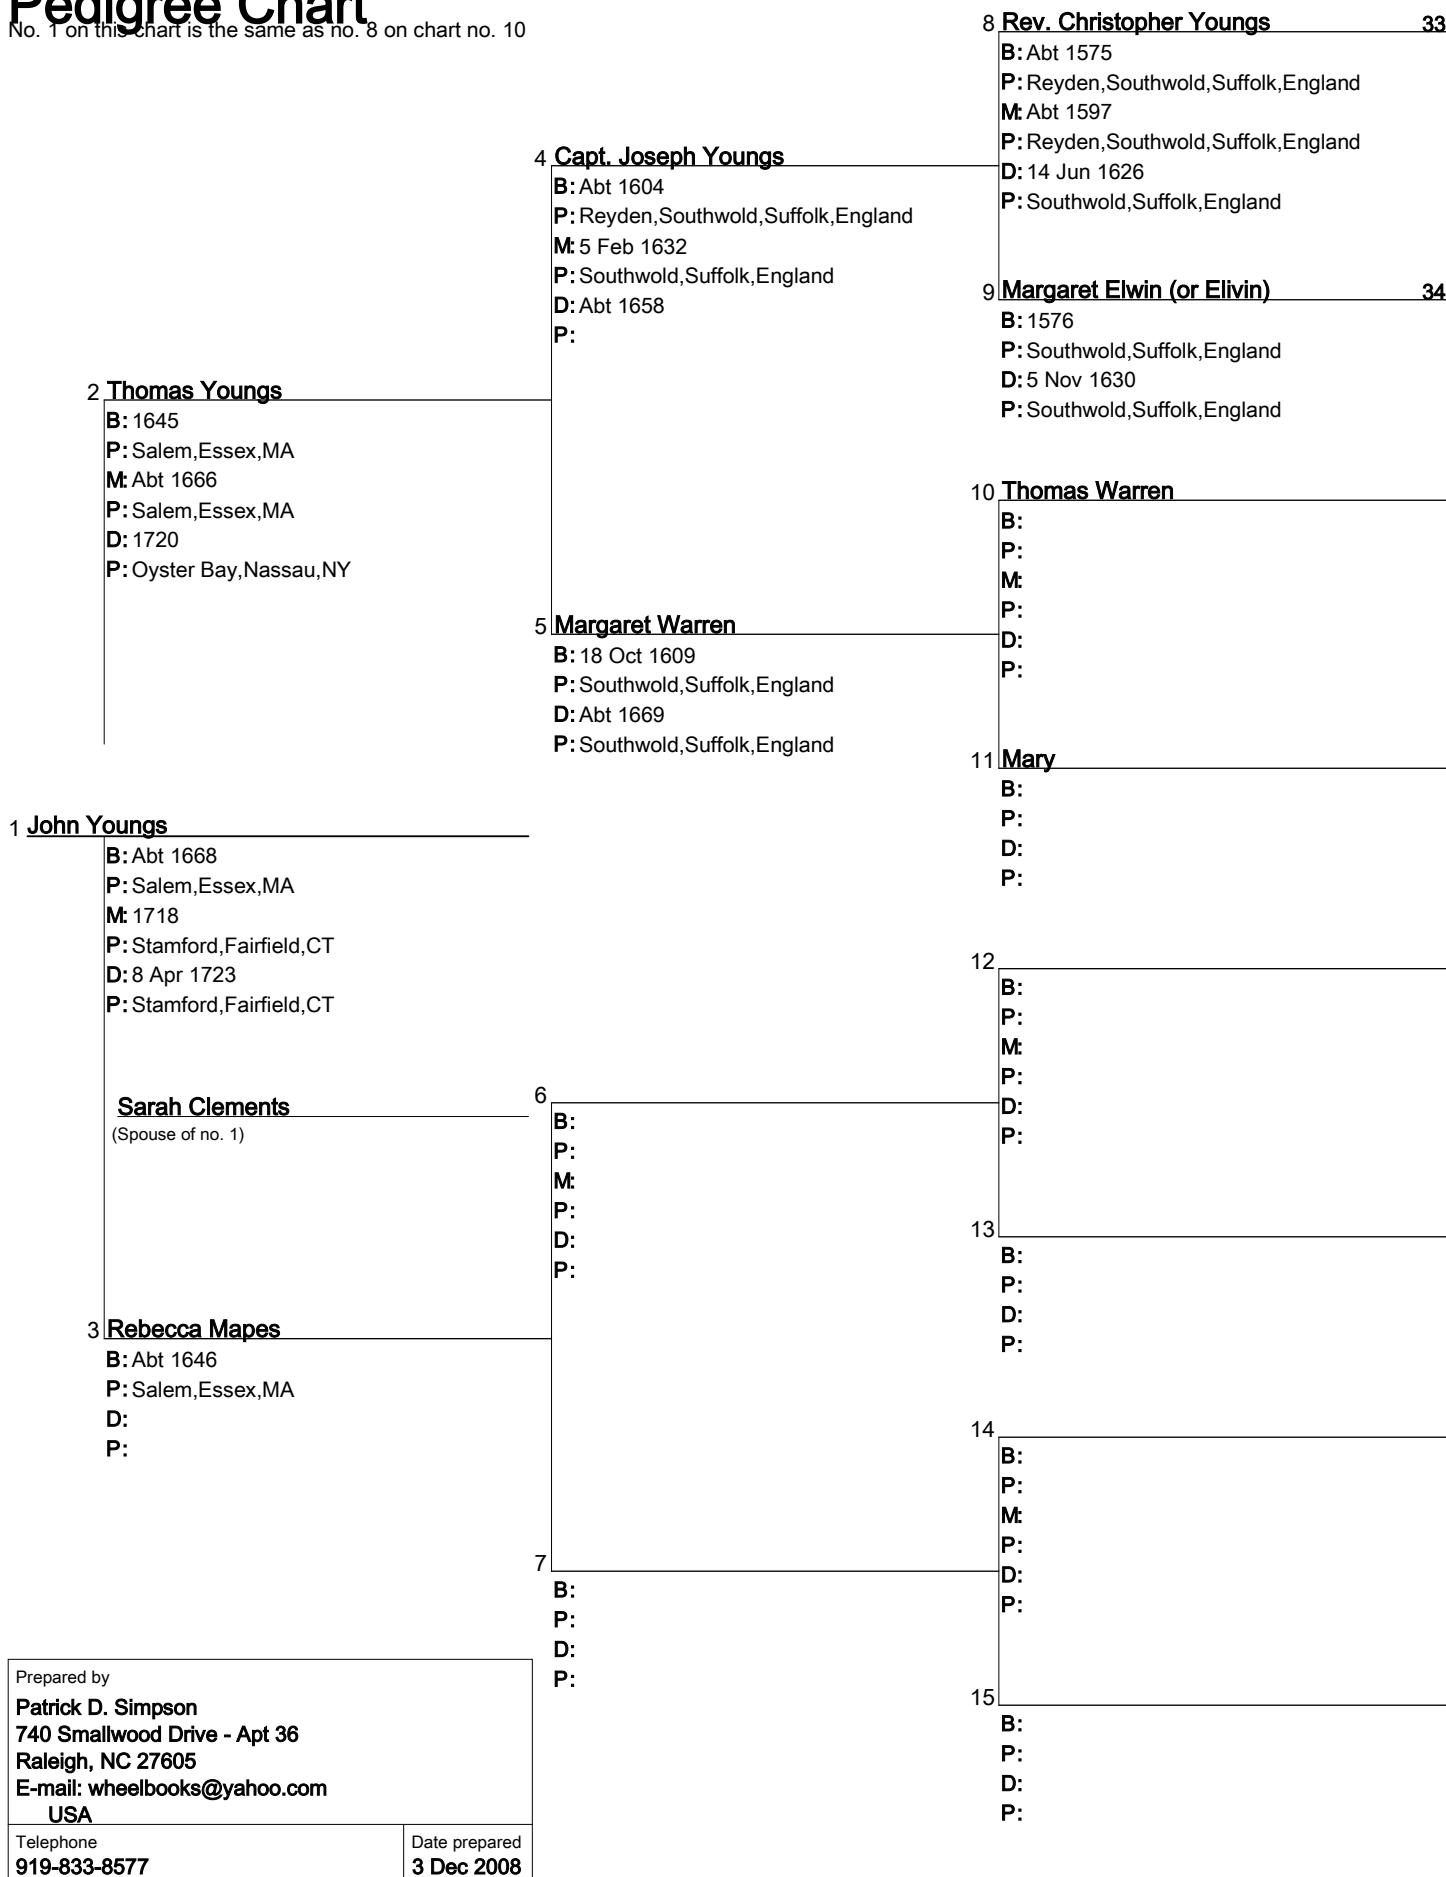 Pedigree Chart
No. 1 on this chart is the same as no. 8 on chart no. 10
8 Rev. Christopher Youngs 33
B: Abt 1575
P: Reyden,Southwold,Suffolk,England
M: Abt 1597
P: Reyden,Southwold,Suffolk,England
D: 14 Jun 1626
P: Southwold,Suffolk,England
4 Capt. Joseph Youngs
B: Abt 1604
P: Reyden,Southwold,Suffolk,England
M: 5 Feb 1632
P: Southwold,Suffolk,England
D: Abt 1658
P:
9 Margaret Elwin (or Elivin) 34
B: 1576
P: Southwold,Suffolk,England
D: 5 Nov 1630
P: Southwold,Suffolk,England
2 Thomas Youngs
B: 1645
P: Salem,Essex,MA
M: Abt 1666
P: Salem,Essex,MA
D: 1720
P: Oyster Bay,Nassau,NY
10 Thomas Warren
B:
P:
M:
P:
D:
P:
5 Margaret Warren
B: 18 Oct 1609
P: Southwold,Suffolk,England
D: Abt 1669
P: Southwold,Suffolk,England
11 Mary
B:
P:
D:
P:
1 John Youngs
B: Abt 1668
P: Salem,Essex,MA
M: 1718
P: Stamford,Fairfield,CT
D: 8 Apr 1723
P: Stamford,Fairfield,CT
Sarah Clements
(Spouse of no. 1)
12
B:
P:
M:
P:
D:
P:
6
B:
P:
M:
P:
D:
P:
13
B:
P:
D:
P:
3 Rebecca Mapes
B: Abt 1646
P: Salem,Essex,MA
D:
P:
14
B:
P:
M:
P:
D:
P:
7
B:
P:
D:
P:
15
B:
P:
D:
P:
Prepared by
Patrick D. Simpson
740 Smallwood Drive - Apt 36
Raleigh, NC 27605
E-mail: wheelbooks@yahoo.com
USA
Telephone
919-833-8577
Date prepared
3 Dec 2008